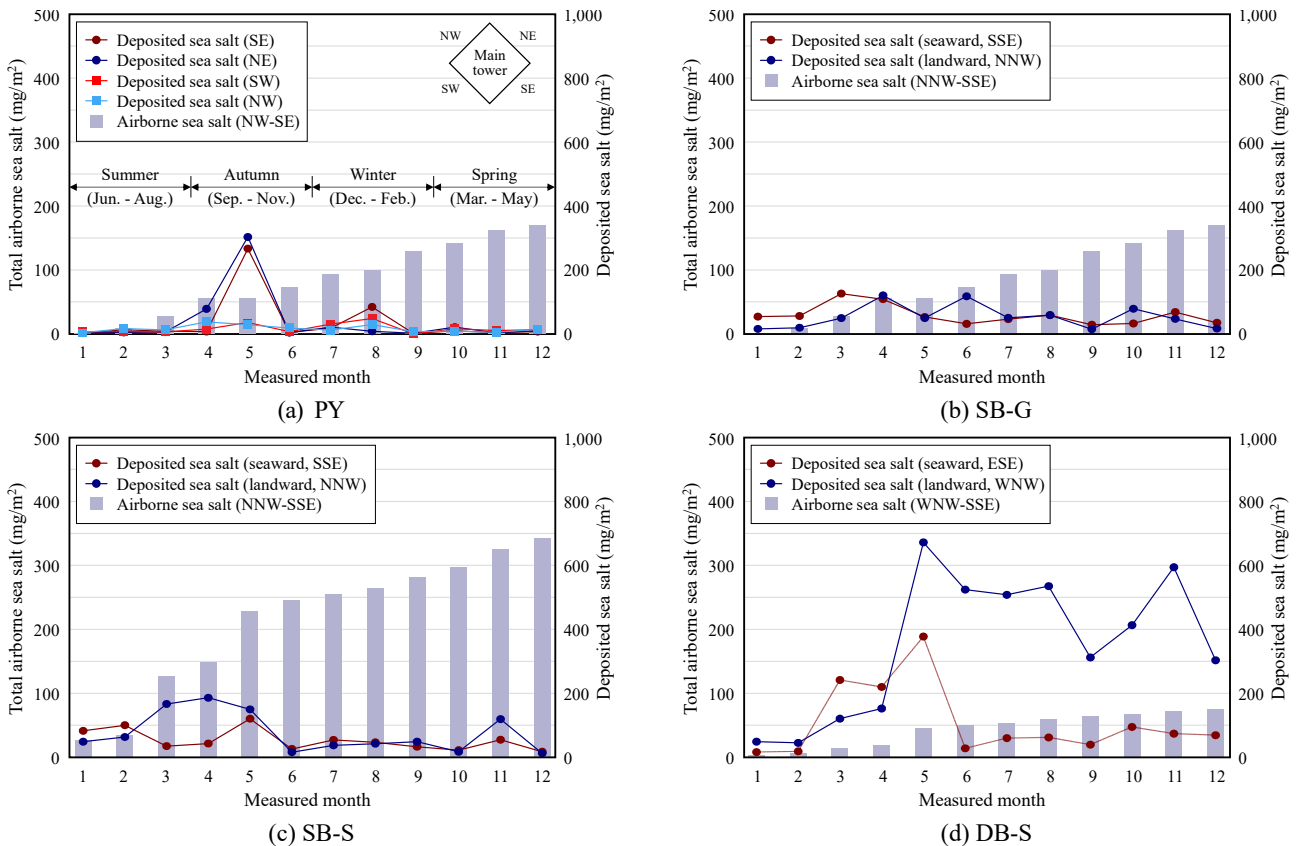 Total airborne sea salt (mg/m2)
500
400
300
200
100
0
Deposited sea salt (SE)
Deposited sea salt (NE)
Deposited sea salt (SW)
Deposited sea salt (NW)
Airborne sea salt (NW-SE)
NW
NE
Main
tower
SW
SE
Summer
Autumn
Winter
Spring
(Jun. - Aug.)
(Sep. - Nov.)
(Dec. - Feb.)
(Mar. - May)
1,000
800
600
400
200
0
Deposited sea salt (mg/m2)
1 2 3 4 5 6 7 8 9 10 11 12
Measured month
(a) PY
Total airborne sea salt (mg/m2)
500
400
300
200
100
0
Deposited sea salt (seaward, SSE)
Deposited sea salt (landward, NNW)
Airborne sea salt (NNW-SSE)
1,000
800
600
400
200
0
Deposited sea salt (mg/m2)
1 2 3 4 5 6 7 8 9 10 11 12
Measured month
(b) SB-G
Total airborne sea salt (mg/m2)
500
400
300
200
100
0
Deposited sea salt (seaward, SSE)
Deposited sea salt (landward, NNW)
Airborne sea salt (NNW-SSE)
1,000
800
600
400
200
0
Deposited sea salt (mg/m2)
1 2 3 4 5 6 7 8 9 10 11 12
Measured month
(c) SB-S
Total airborne sea salt (mg/m2)
500
400
300
200
100
0
Deposited sea salt (seaward, ESE)
Deposited sea salt (landward, WNW)
Airborne sea salt (WNW-SSE)
1,000
800
600
400
200
0
Deposited sea salt (mg/m2)
1 2 3 4 5 6 7 8 9 10 11 12
Measured month
(d) DB-S